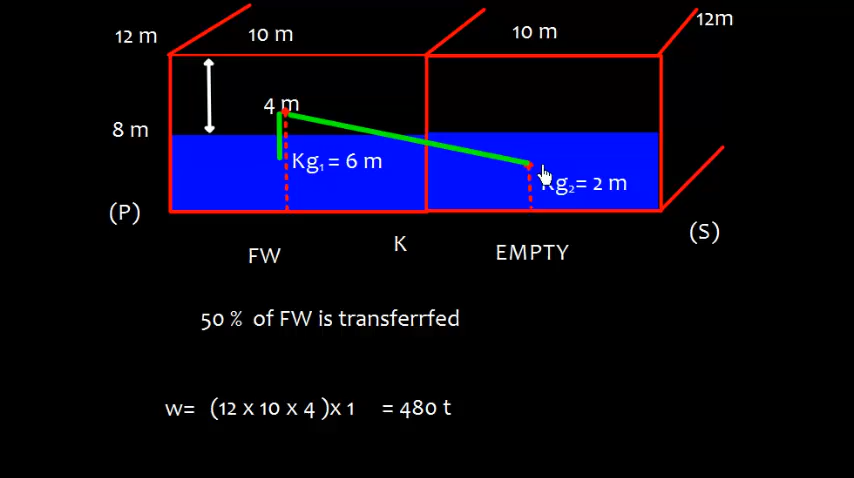 12m
12 m
10 m
10 m
4 m
8 m
Kg₁ = 6 m
Kg₂= 2 m
(P)
(S)
K
FW
EMPTY
50 % of FW is transferrfed
w= (12 x 10 x 4 )x 1 = 480 t